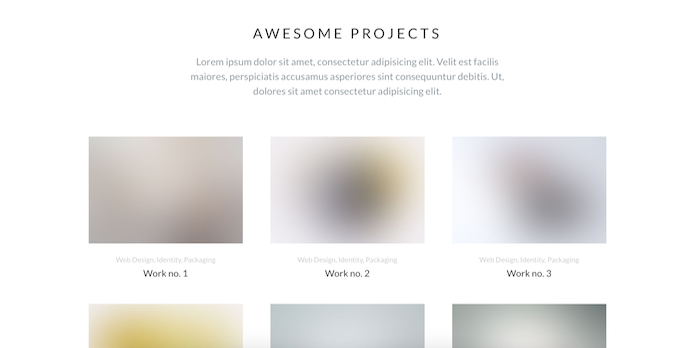 AWESOME PROJECTS
Lorem ipsum dolor sit amet, consectetur adipisicing elit. Velit est facilis
maiores, perspiciatis accusamus asperiores sint consequuntur debitis. Ut,
dolores sit amet consectetur adipisicing elit.
Web Design, Identity, Packaging
Work no. 1
Web Design, Identity, Packaging
Work no. 2
Web Design, Identity, Packaging
Work no. 3